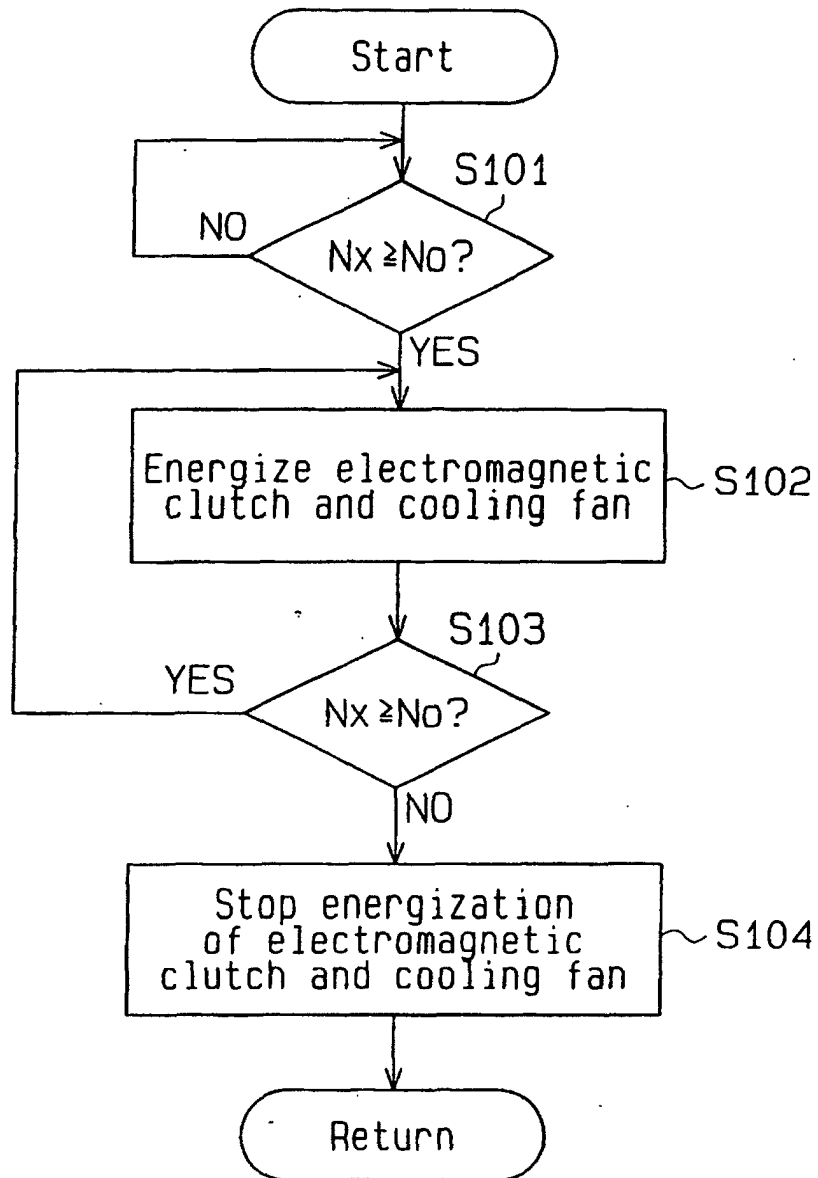 Start
S101
NO
Nx ≧No?
YES
Energize electromagnetic
clutch and cooling fan
S102
S103
YES
Nx ≧No?
NO
Stop energization
of electromagnetic
clutch and cooling fan
S104
Return